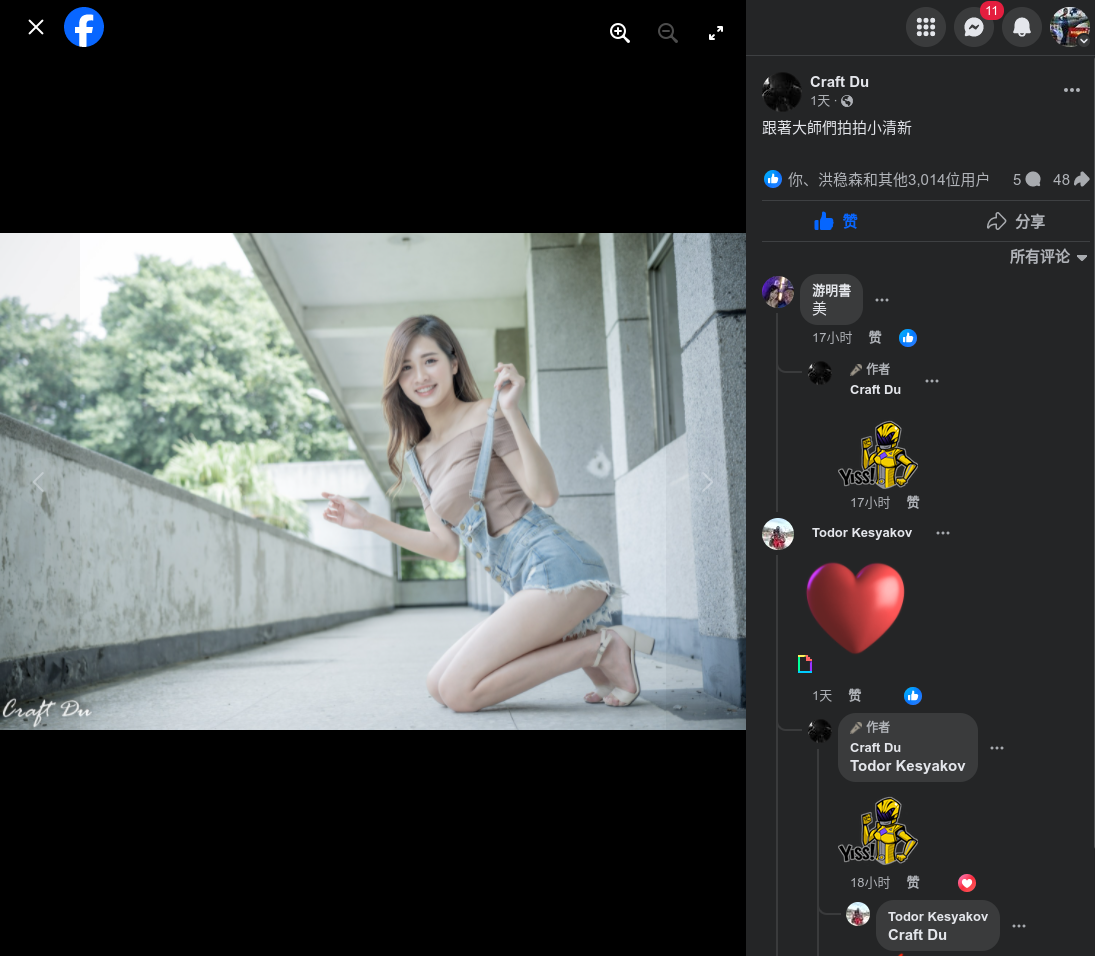 11
Craft Du
1天 ·
跟著大師們拍拍小清新
你、洪稳森和其他3,014位用户
5
48
赞
分享
所有评论
游明書
美
17小时 赞
作者
Craft Du
Yiss!
17小时 赞
Todor Kesyakov
1天 赞
作者
Craft Du
Todor Kesyakov
Yiss!
18小时 赞
Todor Kesyakov
Craft Du
Craft Du